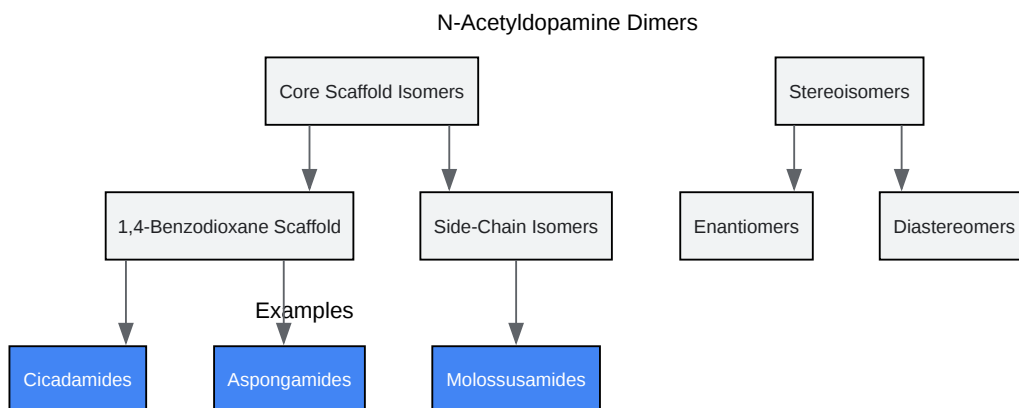 N-Acetyldopamine Dimers
Core Scaffold Isomers
Stereoisomers
1,4-Benzodioxane Scaffold
Side-Chain Isomers
Enantiomers
Diastereomers
Examples
Cicadamides
Aspongamides
Molossusamides